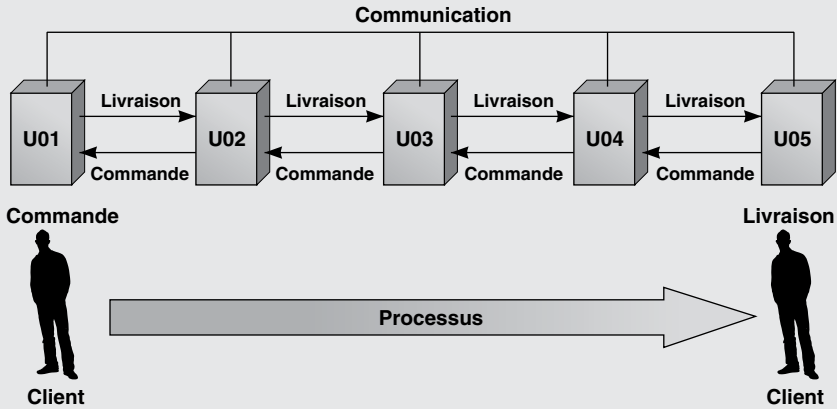 Communication
Livraison Livraison Livraison Livraison
U01 U02 U03 U04 U05
Commande Commande Commande Commande
Commande Livraison
Processus
Client Client